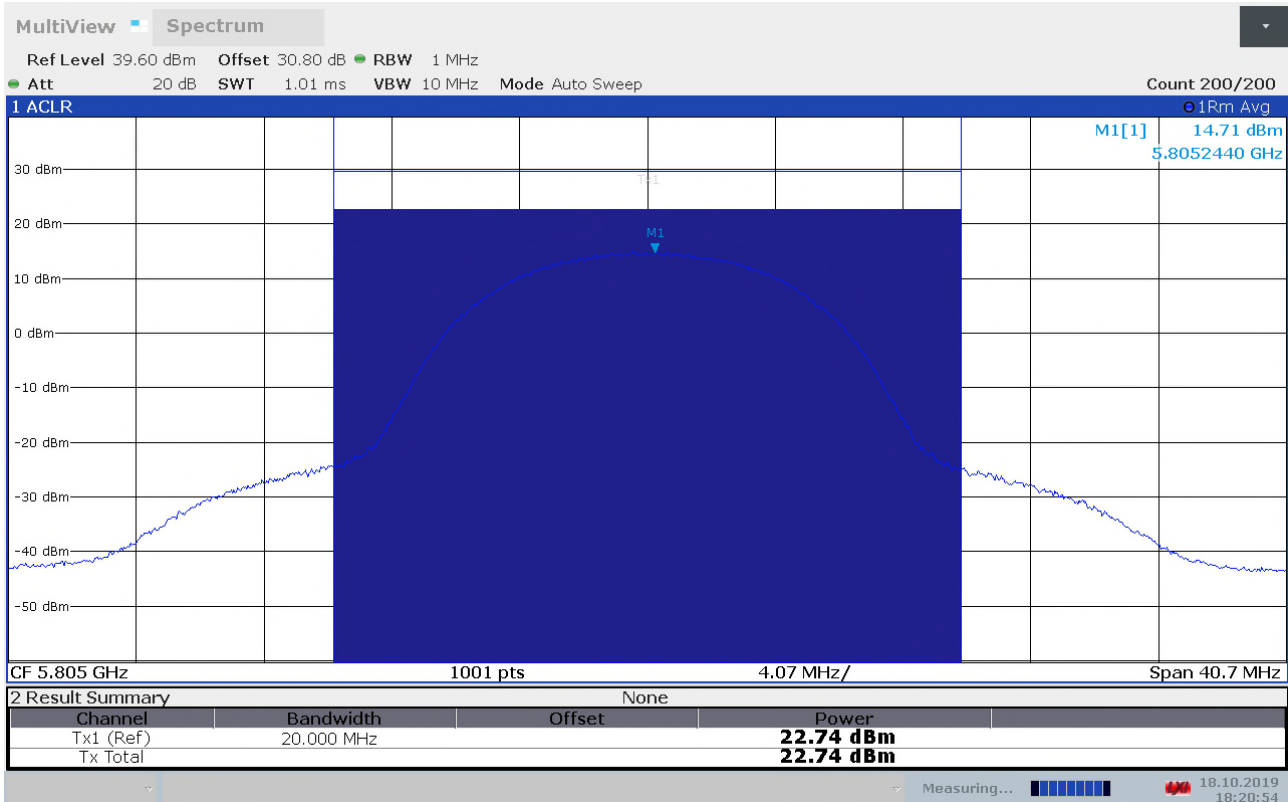 MultiView Spectrum
Ref Level 39.60 dBm Offset 30.80 dB RBW 1 MHz
Att 20 dB SWT 1.01 ms VBW 10 MHz Mode Auto Sweep Count 200/200
1 ACLR 1Rm Avg
M1[1] 14.71 dBm
5.8052440 GHz
30 dBm
Tx1
20 dBm
M1
10 dBm
0 dBm
-10 dBm
-20 dBm
-30 dBm
-40 dBm
-50 dBm
CF 5.805 GHz 1001 pts 4.07 MHz/ Span 40.7 MHz
2 Result Summary None
Channel Bandwidth Offset Power
Tx1 (Ref) 20.000 MHz 22.74 dBm
Tx Total 22.74 dBm
Measuring... LXI 18.10.2019
18:20:54